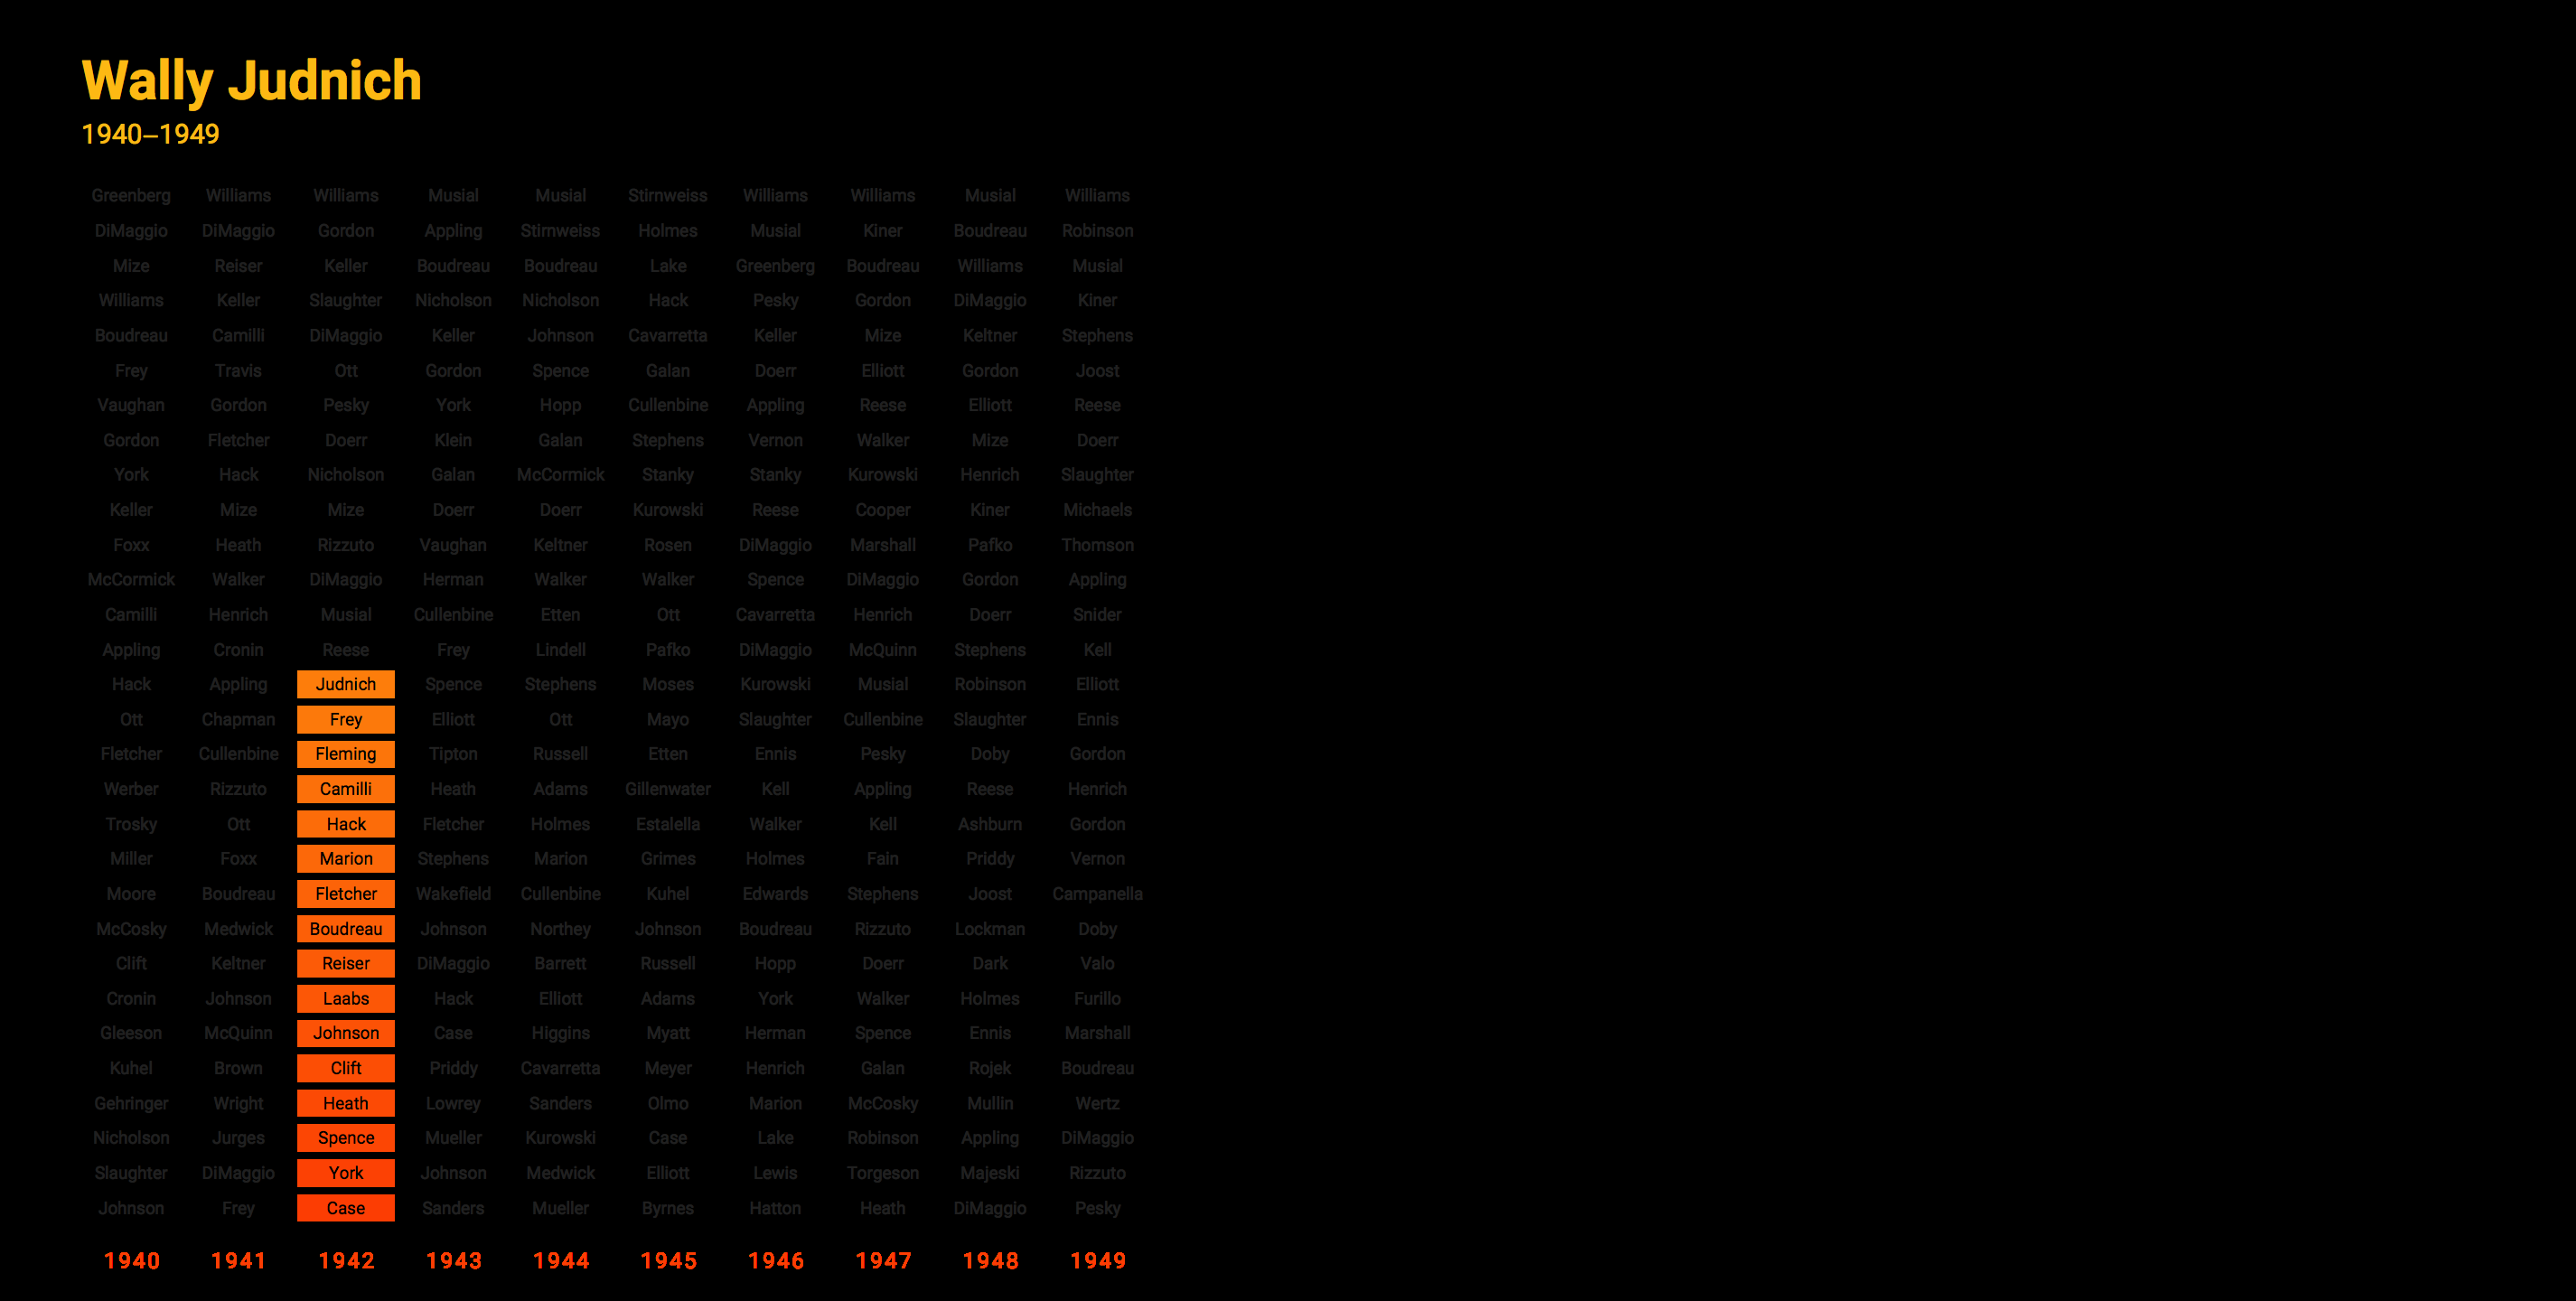 Wally Judnich
1940–1949
Greenberg Williams Williams Musial Musial Stirnweiss Williams Williams Musial Williams
DiMaggio DiMaggio Gordon Appling Stirnweiss Holmes Musial Kiner Boudreau Robinson
Mize Reiser Keller Boudreau Boudreau Lake Greenberg Boudreau Williams Musial
Williams Keller Slaughter Nicholson Nicholson Hack Pesky Gordon DiMaggio Kiner
Boudreau Camilli DiMaggio Keller Johnson Cavarretta Keller Mize Keltner Stephens
Frey Travis Ott Gordon Spence Galan Doerr Elliott Gordon Joost
Vaughan Gordon Pesky York Hopp Cullenbine Appling Reese Elliott Reese
Gordon Fletcher Doerr Klein Galan Stephens Vernon Walker Mize Doerr
York Hack Nicholson Galan McCormick Stanky Stanky Kurowski Henrich Slaughter
Keller Mize Mize Doerr Doerr Kurowski Reese Cooper Kiner Michaels
Foxx Heath Rizzuto Vaughan Keltner Rosen DiMaggio Marshall Pafko Thomson
McCormick Walker DiMaggio Herman Walker Walker Spence DiMaggio Gordon Appling
Camilli Henrich Musial Cullenbine Etten Ott Cavarretta Henrich Doerr Snider
Appling Cronin Reese Frey Lindell Pafko DiMaggio McQuinn Stephens Kell
Hack Appling Judnich Spence Stephens Moses Kurowski Musial Robinson Elliott
Ott Chapman Frey Elliott Ott Mayo Slaughter Cullenbine Slaughter Ennis
Fletcher Cullenbine Fleming Tipton Russell Etten Ennis Pesky Doby Gordon
Werber Rizzuto Camilli Heath Adams Gillenwater Kell Appling Reese Henrich
Trosky Ott Hack Fletcher Holmes Estalella Walker Kell Ashburn Gordon
Miller Foxx Marion Stephens Marion Grimes Holmes Fain Priddy Vernon
Moore Boudreau Fletcher Wakefield Cullenbine Kuhel Edwards Stephens Joost Campanella
McCosky Medwick Boudreau Johnson Northey Johnson Boudreau Rizzuto Lockman Doby
Clift Keltner Reiser DiMaggio Barrett Russell Hopp Doerr Dark Valo
Cronin Johnson Laabs Hack Elliott Adams York Walker Holmes Furillo
Gleeson McQuinn Johnson Case Higgins Myatt Herman Spence Ennis Marshall
Kuhel Brown Clift Priddy Cavarretta Meyer Henrich Galan Rojek Boudreau
Gehringer Wright Heath Lowrey Sanders Olmo Marion McCosky Mullin Wertz
Nicholson Jurges Spence Mueller Kurowski Case Lake Robinson Appling DiMaggio
Slaughter DiMaggio York Johnson Medwick Elliott Lewis Torgeson Majeski Rizzuto
Johnson Frey Case Sanders Mueller Byrnes Hatton Heath DiMaggio Pesky
1940 1941 1942 1943 1944 1945 1946 1947 1948 1949